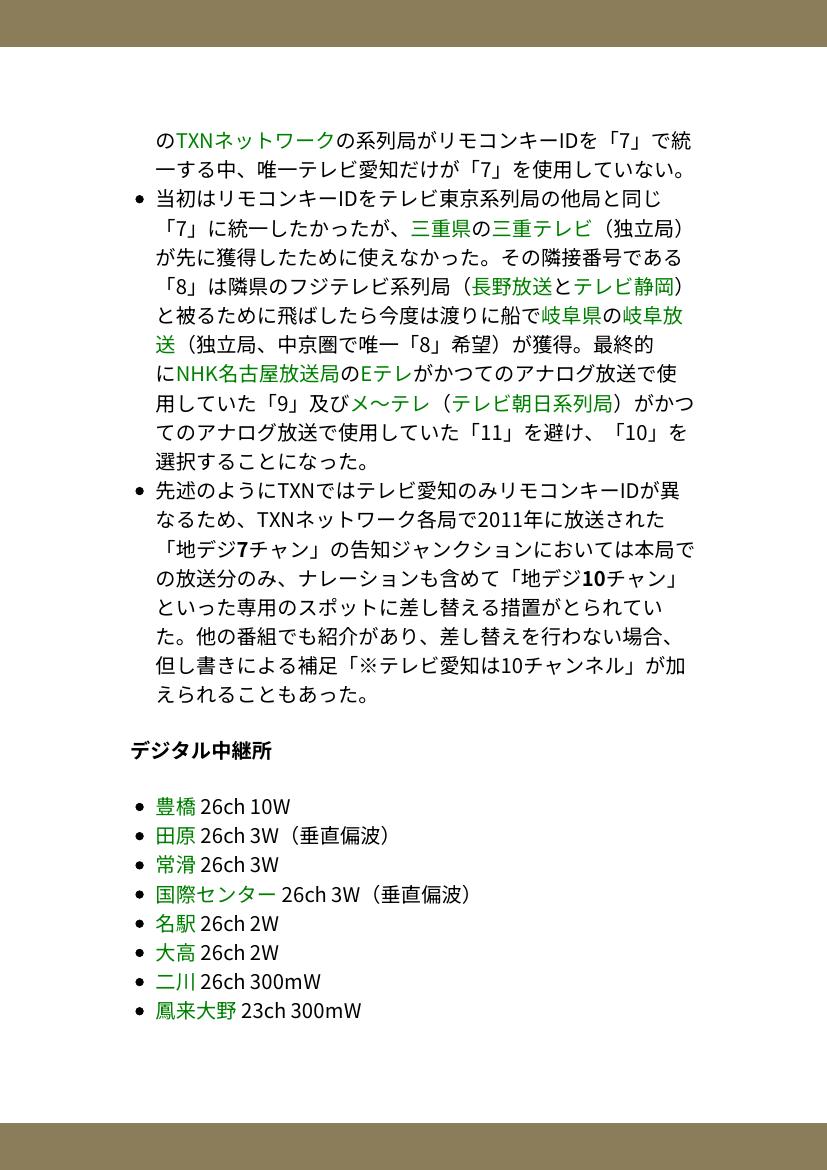 のTXNネットワークの系列局がリモコンキーIDを「7」で統
一する中、唯一テレビ愛知だけが「7」を使用していない。
● 当初はリモコンキーIDをテレビ東京系列局の他局と同じ
「7」に統一したかったが、三重県の三重テレビ（独立局）
が先に獲得したために使えなかった。その隣接番号である
「8」は隣県のフジテレビ系列局（長野放送とテレビ静岡）
と被るために飛ばしたら今度は渡りに船で岐阜県の岐阜放
送（独立局、中京圏で唯一「8」希望）が獲得。最終的
にNHK名古屋放送局のEテレがかつてのアナログ放送で使
用していた「9」及びメ〜テレ（テレビ朝日系列局）がかつ
てのアナログ放送で使用していた「11」を避け、「10」を
選択することになった。
● 先述のようにTXNではテレビ愛知のみリモコンキーIDが異
なるため、TXNネットワーク各局で2011年に放送された
「地デジ7チャン」の告知ジャンクションにおいては本局で
の放送分のみ、ナレーションも含めて「地デジ10チャン」
といった専用のスポットに差し替える措置がとられてい
た。他の番組でも紹介があり、差し替えを行わない場合、
但し書きによる補足「※テレビ愛知は10チャンネル」が加
えられることもあった。
デジタル中継所
● 豊橋 26ch 10W
● 田原 26ch 3W（垂直偏波）
● 常滑 26ch 3W
● 国際センター 26ch 3W（垂直偏波）
● 名駅 26ch 2W
● 大高 26ch 2W
● 二川 26ch 300mW
● 鳳来大野 23ch 300mW